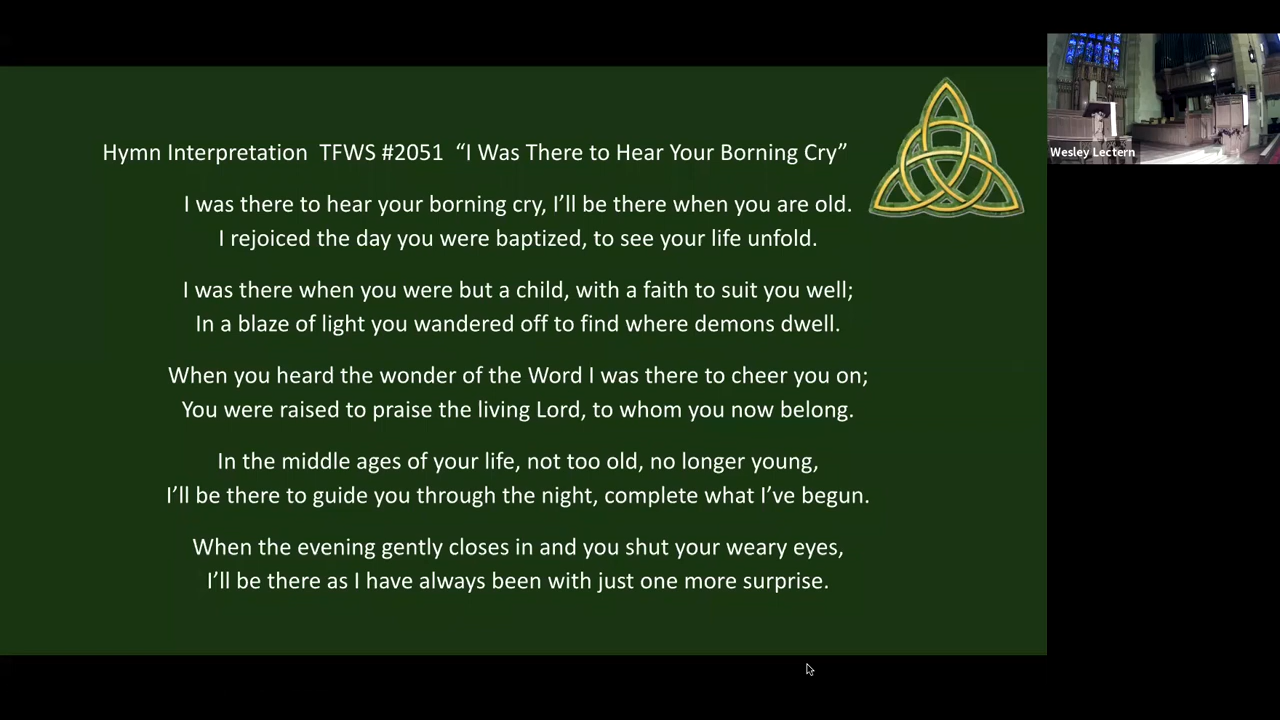 Hymn Interpretation  TFWS #2051  “I Was There to Hear Your Borning Cry”
I was there to hear your borning cry, I’ll be there when you are old.
I rejoiced the day you were baptized, to see your life unfold.
I was there when you were but a child, with a faith to suit you well;
In a blaze of light you wandered off to find where demons dwell.
When you heard the wonder of the Word I was there to cheer you on;
You were raised to praise the living Lord, to whom you now belong.
In the middle ages of your life, not too old, no longer young,
I’ll be there to guide you through the night, complete what I’ve begun.
When the evening gently closes in and you shut your weary eyes,
I’ll be there as I have always been with just one more surprise.
Wesley Lectern